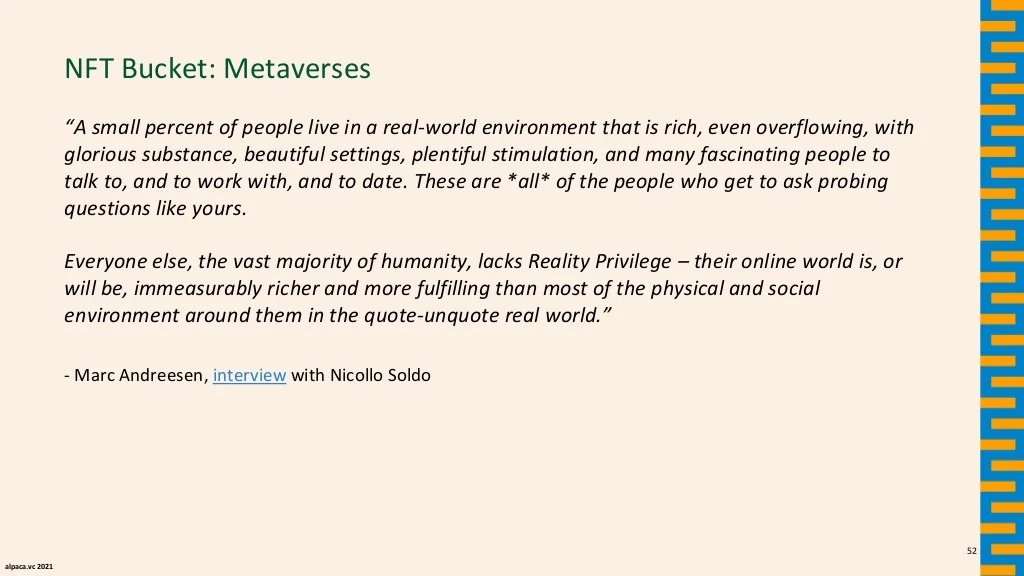 NFT Bucket: Metaverses
“A small percent of people live in a real-world environment that is rich, even overflowing, with
glorious substance, beautiful settings, plentiful stimulation, and many fascinating people to
talk to, and to work with, and to date. These are *all* of the people who get to ask probing
questions like yours.
Everyone else, the vast majority of humanity, lacks Reality Privilege – their online world is, or
will be, immeasurably richer and more fulfilling than most of the physical and social
environment around them in the quote-unquote real world.”
- Marc Andreesen, interview with Nicollo Soldo
52
alpaca.vc 2021